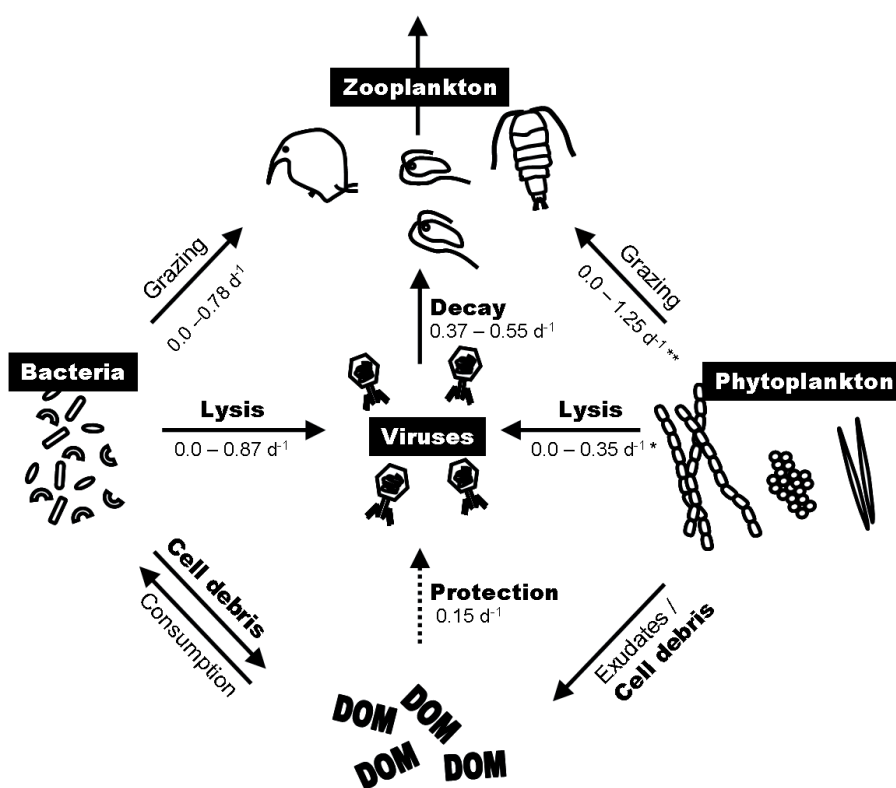 Zooplankton
Grazing
0.0 –0.78 d-1
Grazing
0.0 – 1.25 d-1 **
Decay
0.37 – 0.55 d-1
Bacteria
Phytoplankton
Lysis
0.0 – 0.87 d-1
Viruses
Lysis
0.0 – 0.35 d-1 *
Cell debris
Consumption
Protection
0.15 d-1
Exudates /
Cell debris
DOM
DOM
DOM
DOM